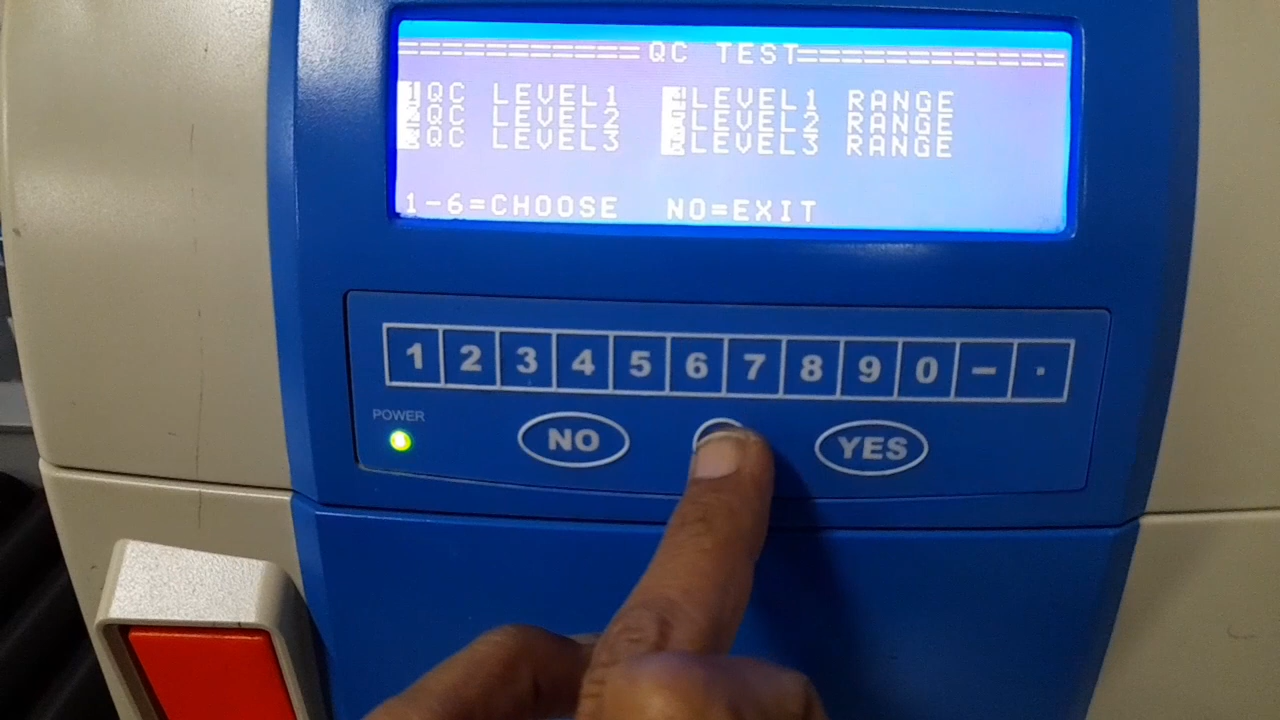 =========== QC TEST============
1QC LEVEL1 4LEVEL1 RANGE
2QC LEVEL2 5LEVEL2 RANGE
3QC LEVEL3 6LEVEL3 RANGE
1-6=CHOOSE NO=EXIT
1 2 3 4 5 6 7 8 9 0 - .
POWER
NO YES